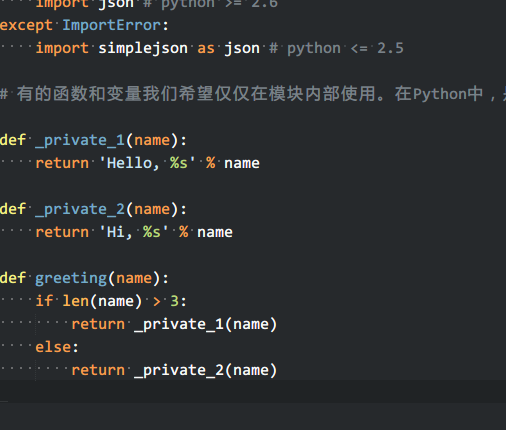 import json # python >= 2.6
except ImportError:
    import simplejson as json # python <= 2.5
# 有的函数和变量我们希望仅仅在模块内部使用。在Python中，
def _private_1(name):
    return 'Hello, %s' % name
def _private_2(name):
    return 'Hi, %s' % name
def greeting(name):
    if len(name) > 3:
        return _private_1(name)
    else:
        return _private_2(name)